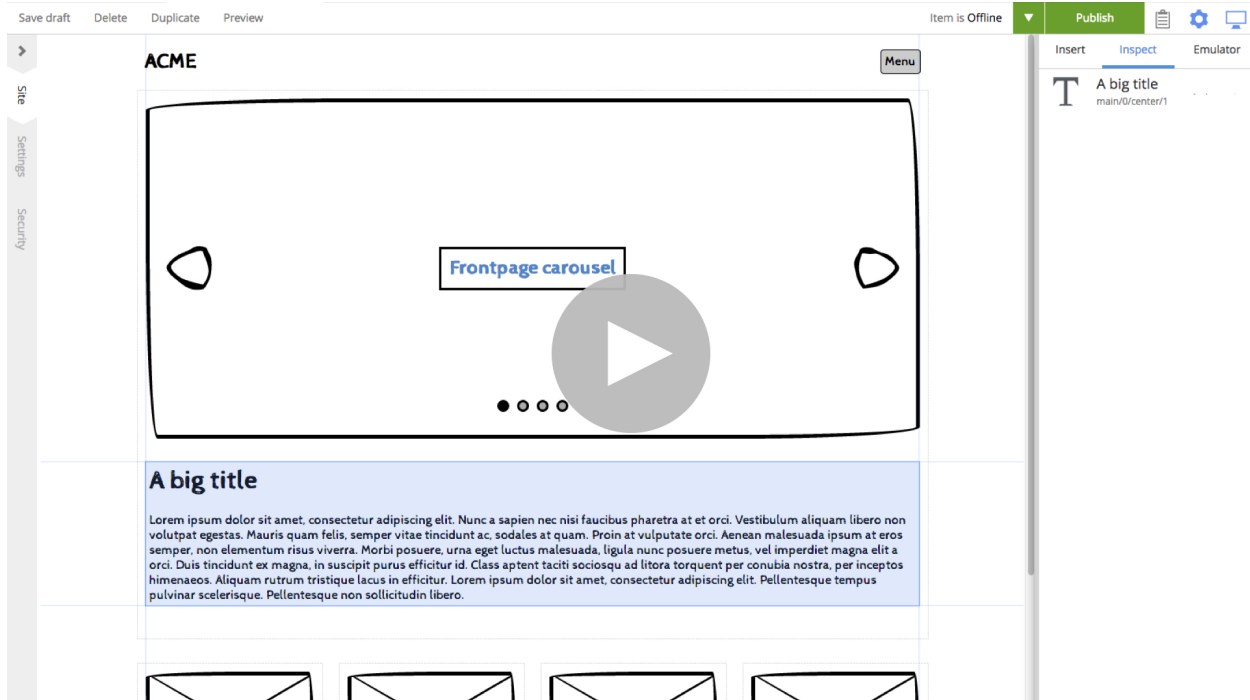 Save draft Delete Duplicate Preview Item is Offline Publish
Insert Inspect Emulator
Site
Settings
Security
ACME
Menu
A big title
main/0/center/1
Frontpage carousel
A big title
Lorem ipsum dolor sit amet, consectetur adipiscing elit. Nunc a sapien nec nisi faucibus pharetra at et orci. Vestibulum aliquam libero non
volutpat egestas. Mauris quam felis, semper vitae tincidunt ac, sodales at quam. Proin at vulputate orci. Aenean malesuada ipsum at eros
semper, non elementum risus viverra. Morbi posuere, urna eget luctus malesuada, ligula nunc posuere metus, vel imperdiet magna elit a
orci. Duis tincidunt ex magna, in suscipit purus efficitur id. Class aptent taciti sociosqu ad litora torquent per conubia nostra, per inceptos
himenaeos. Aliquam rutrum tristique lacus in efficitur. Lorem ipsum dolor sit amet, consectetur adipiscing elit. Pellentesque tempus
pulvinar scelerisque. Pellentesque non sollicitudin libero.